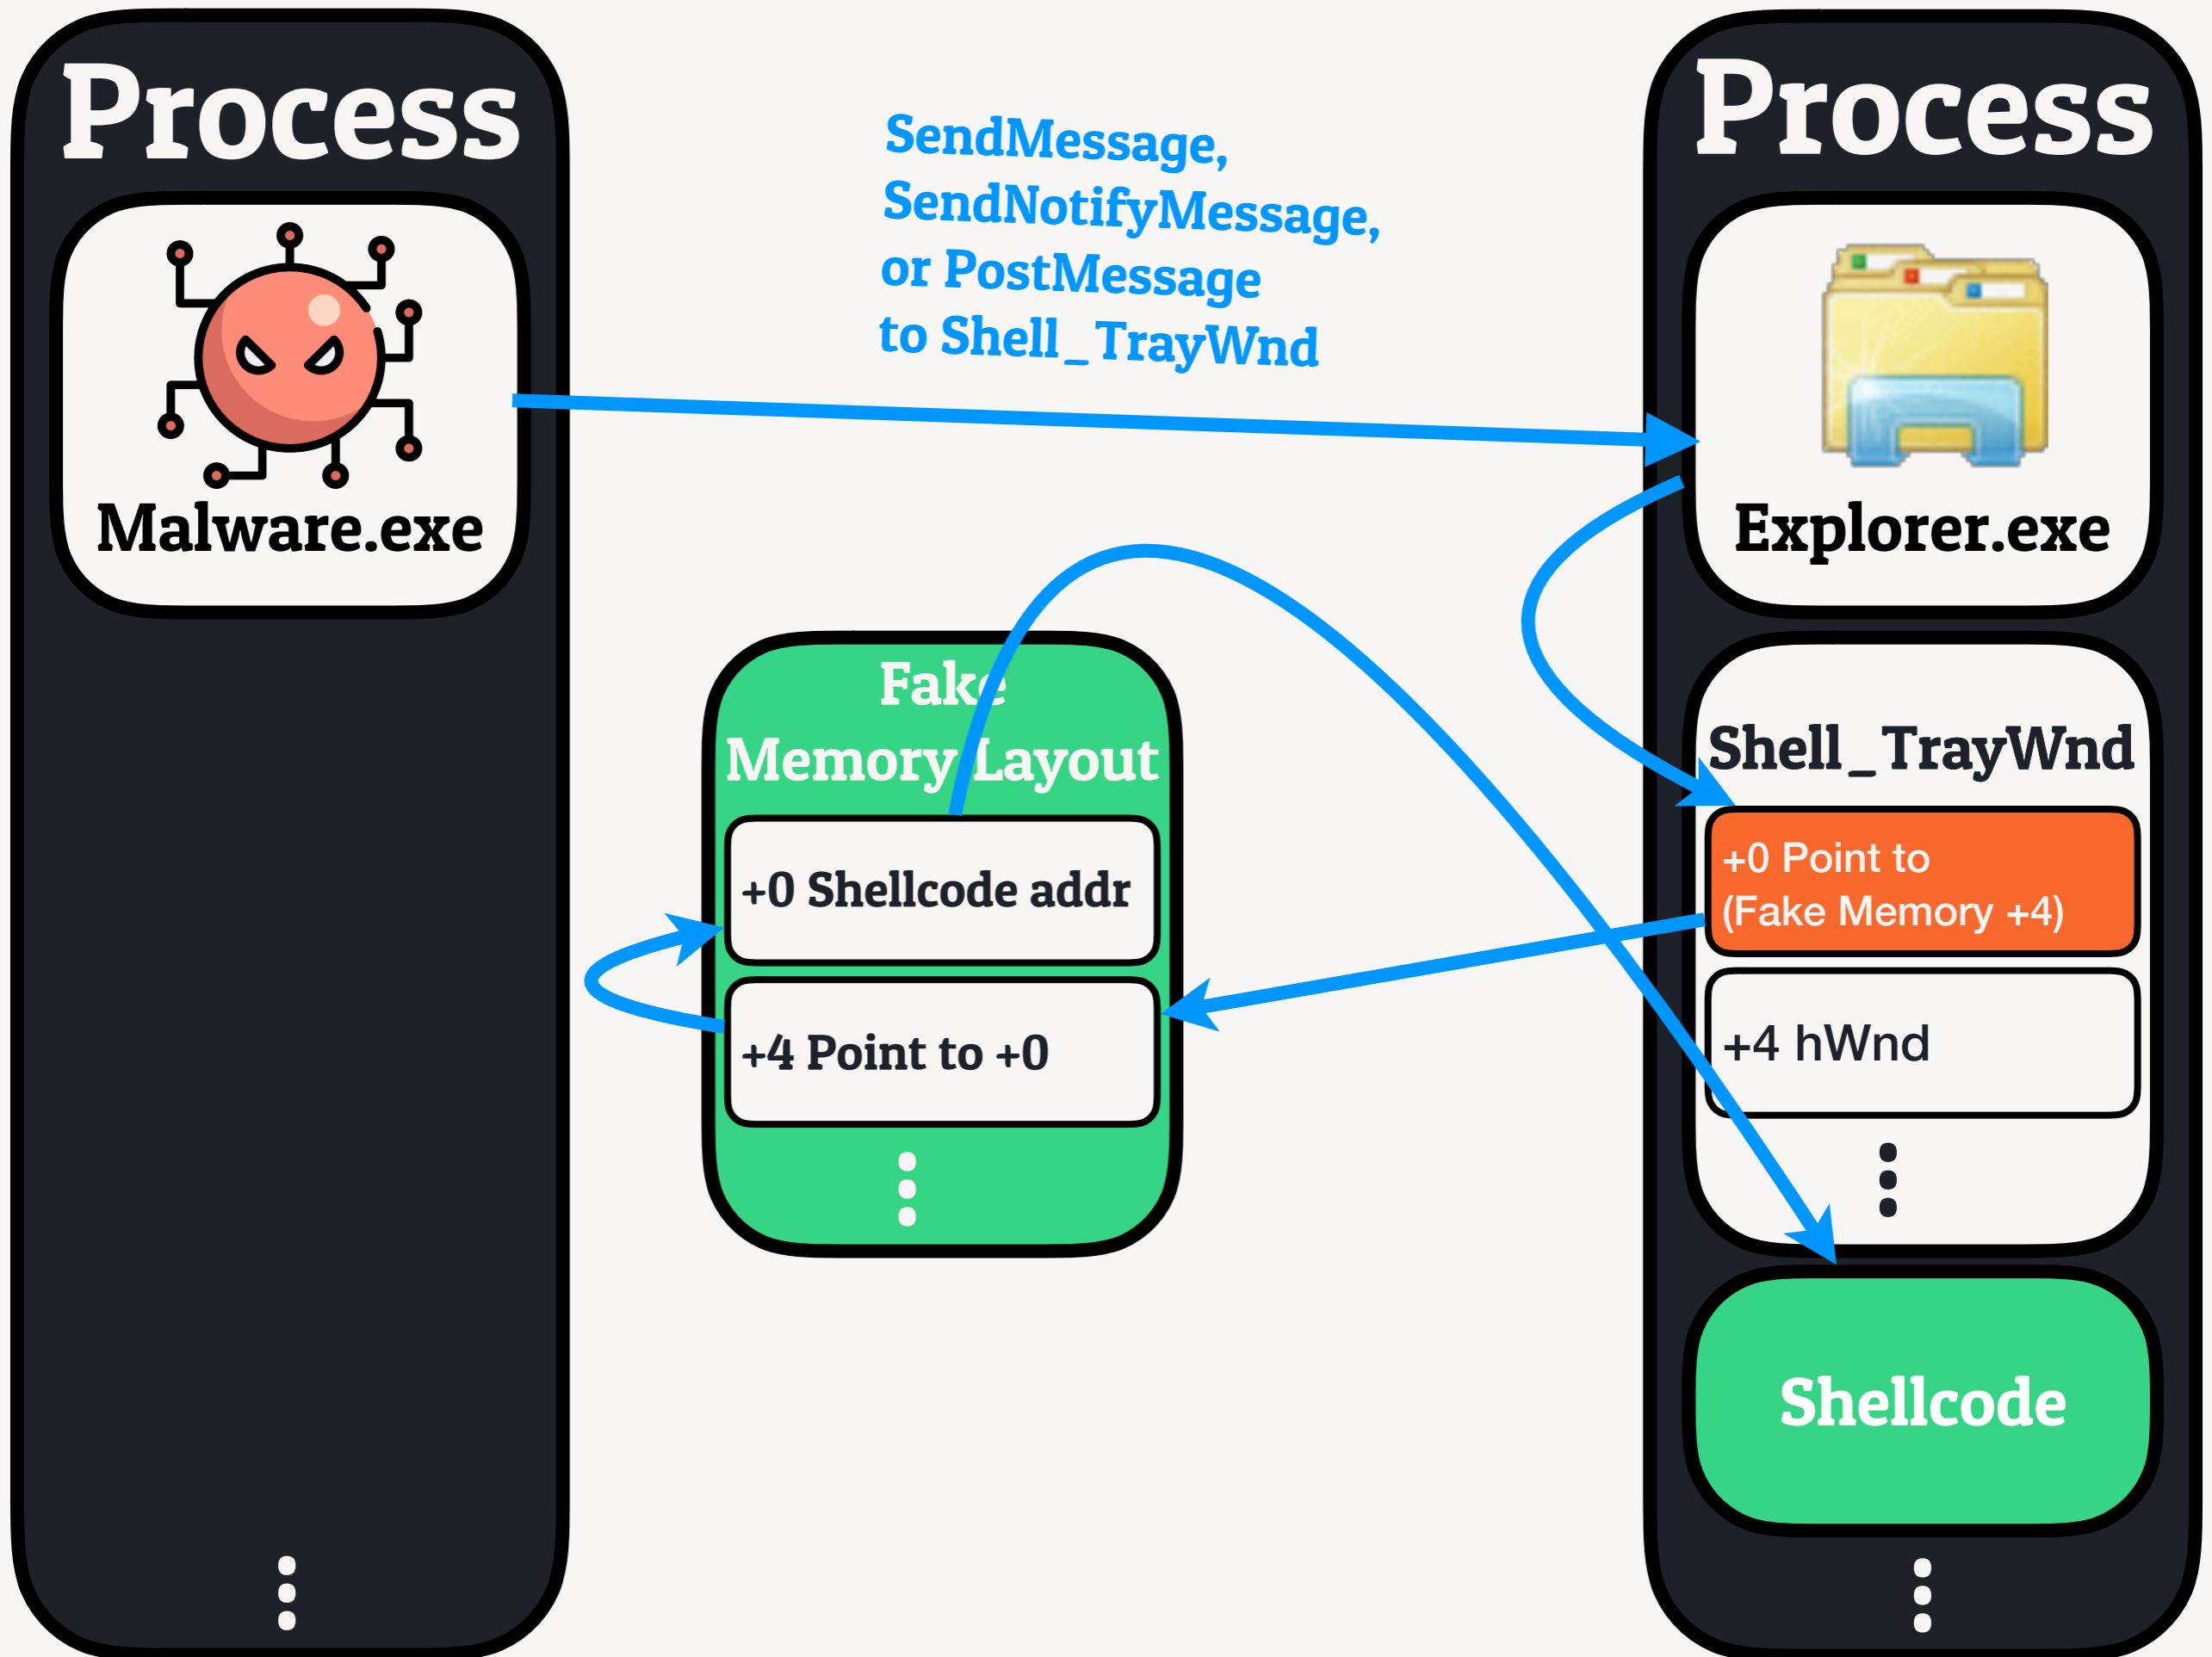 Process
Malware.exe
SendMessage,
SendNotifyMessage,
or PostMessage
to Shell_TrayWnd
Fake
Memory Layout
+0 Shellcode addr
+4 Point to +0
Process
Explorer.exe
Shell_TrayWnd
+0 Point to
(Fake Memory +4)
+4 hWnd
Shellcode